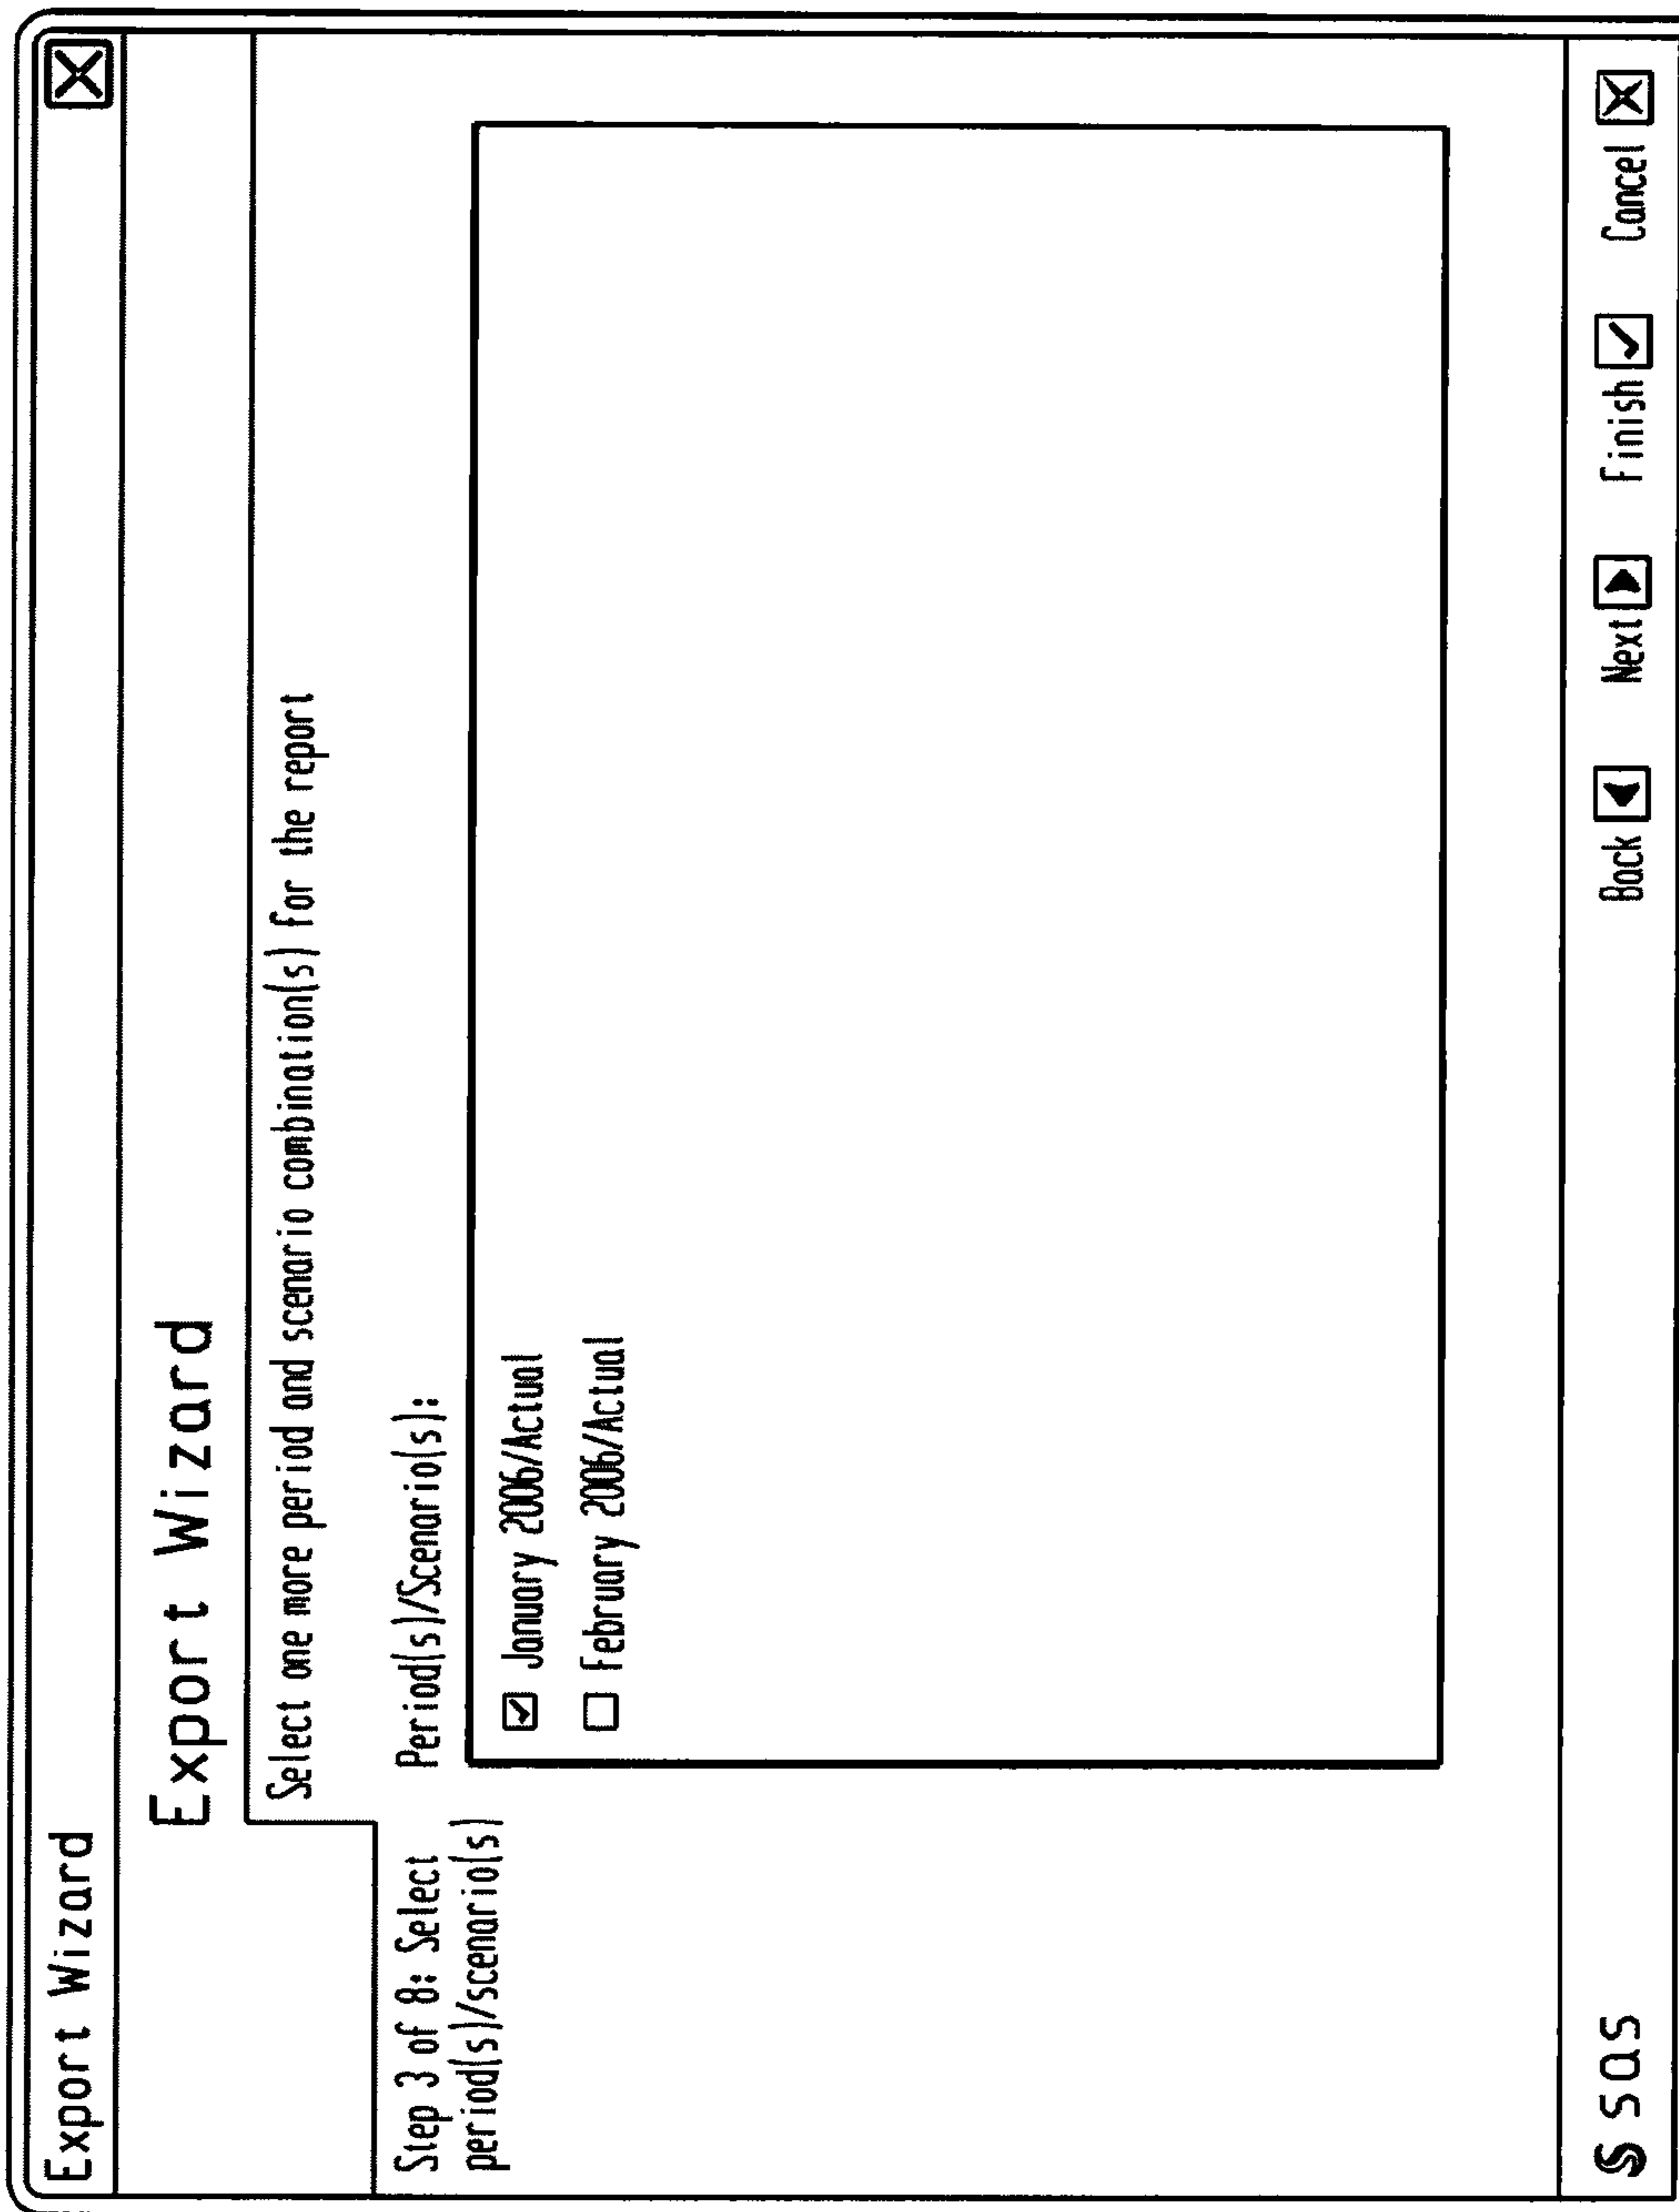 Export Wizard
Export Wizard
Select one more period and scenario combination(s) for the report
Step 3 of 8: Select
period(s)/scenario(s)
Period(s)/Scenario(s):
January 2006/Actual
February 2006/Actual
sas
Back
Next
Finish
Cancel